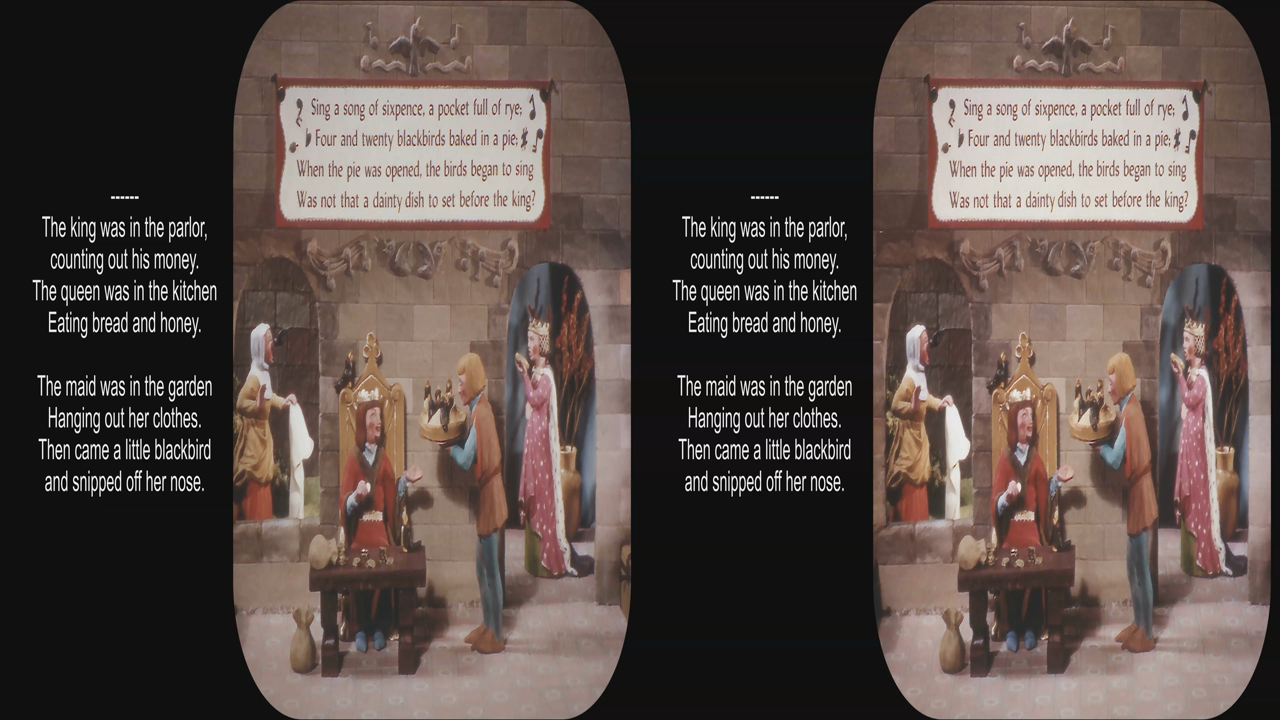 Sing a song of sixpence, a pocket full of rye;
Four and twenty blackbirds baked in a pie;
When the pie was opened, the birds began to sing
Was not that a dainty dish to set before the king?
------
The king was in the parlor,
counting out his money.
The queen was in the kitchen
Eating bread and honey.
The maid was in the garden
Hanging out her clothes.
Then came a little blackbird
and snipped off her nose.
Sing a song of sixpence, a pocket full of rye;
Four and twenty blackbirds baked in a pie;
When the pie was opened, the birds began to sing
Was not that a dainty dish to set before the king?
------
The king was in the parlor,
counting out his money.
The queen was in the kitchen
Eating bread and honey.
The maid was in the garden
Hanging out her clothes.
Then came a little blackbird
and snipped off her nose.